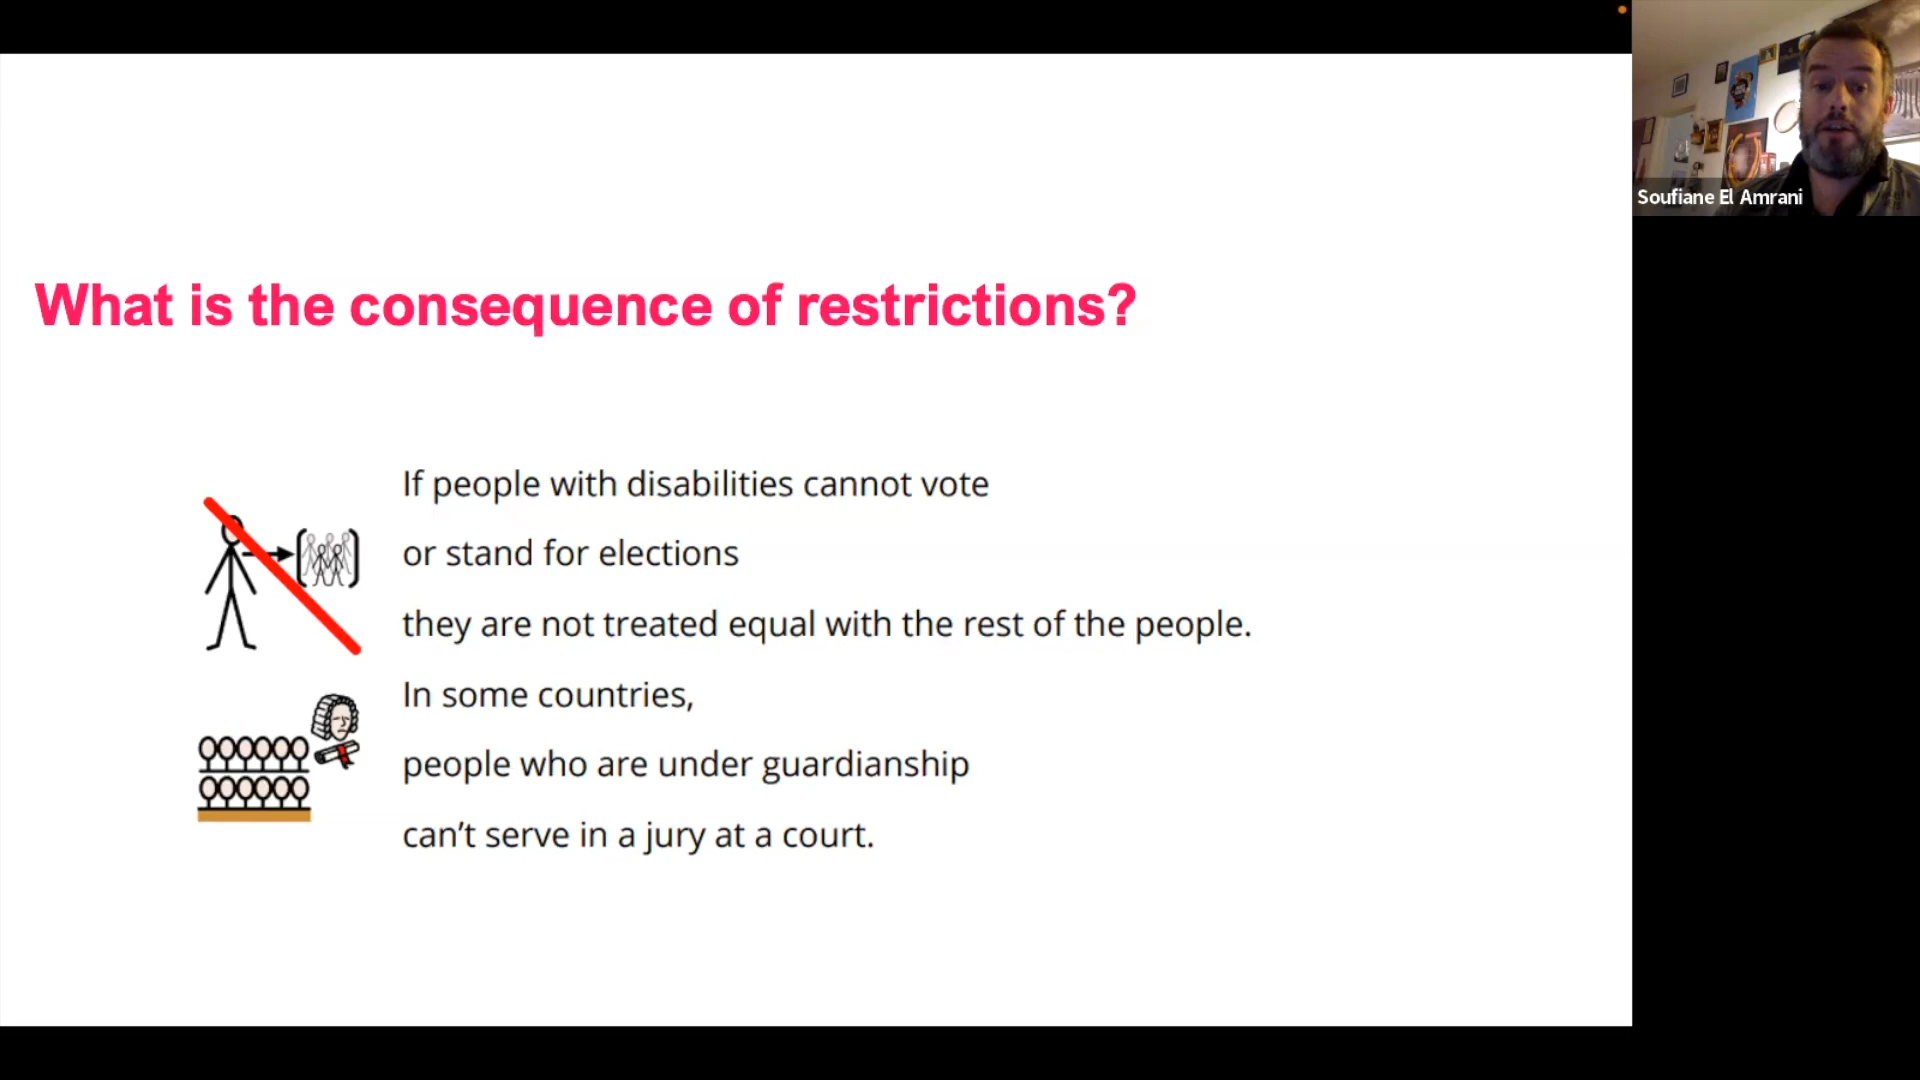 What is the consequence of restrictions?
If people with disabilities cannot vote
or stand for elections
they are not treated equal with the rest of the people.
In some countries,
people who are under guardianship
can’t serve in a jury at a court.
Soufiane El Amrani